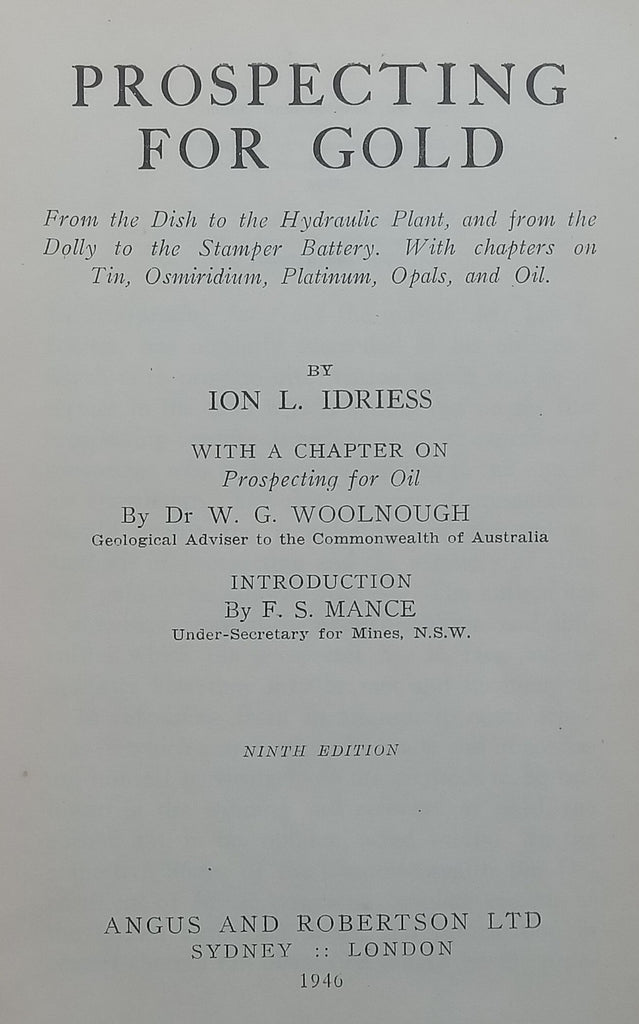 PROSPECTING
FOR GOLD
From the Dish to the Hydraulic Plant, and from the
Dolly to the Stamper Battery. With chapters on
Tin, Osmiridium, Platinum, Opals, and Oil.
BY
ION L. IDRIESS
WITH A CHAPTER ON
Prospecting for Oil
By Dr W. G. WOOLNOUGH
Geological Adviser to the Commonwealth of Australia
INTRODUCTION
By F. S. MANCE
Under-Secretary for Mines, N.S.W.
NINTH EDITION
ANGUS AND ROBERTSON LTD
SYDNEY :: LONDON
1946